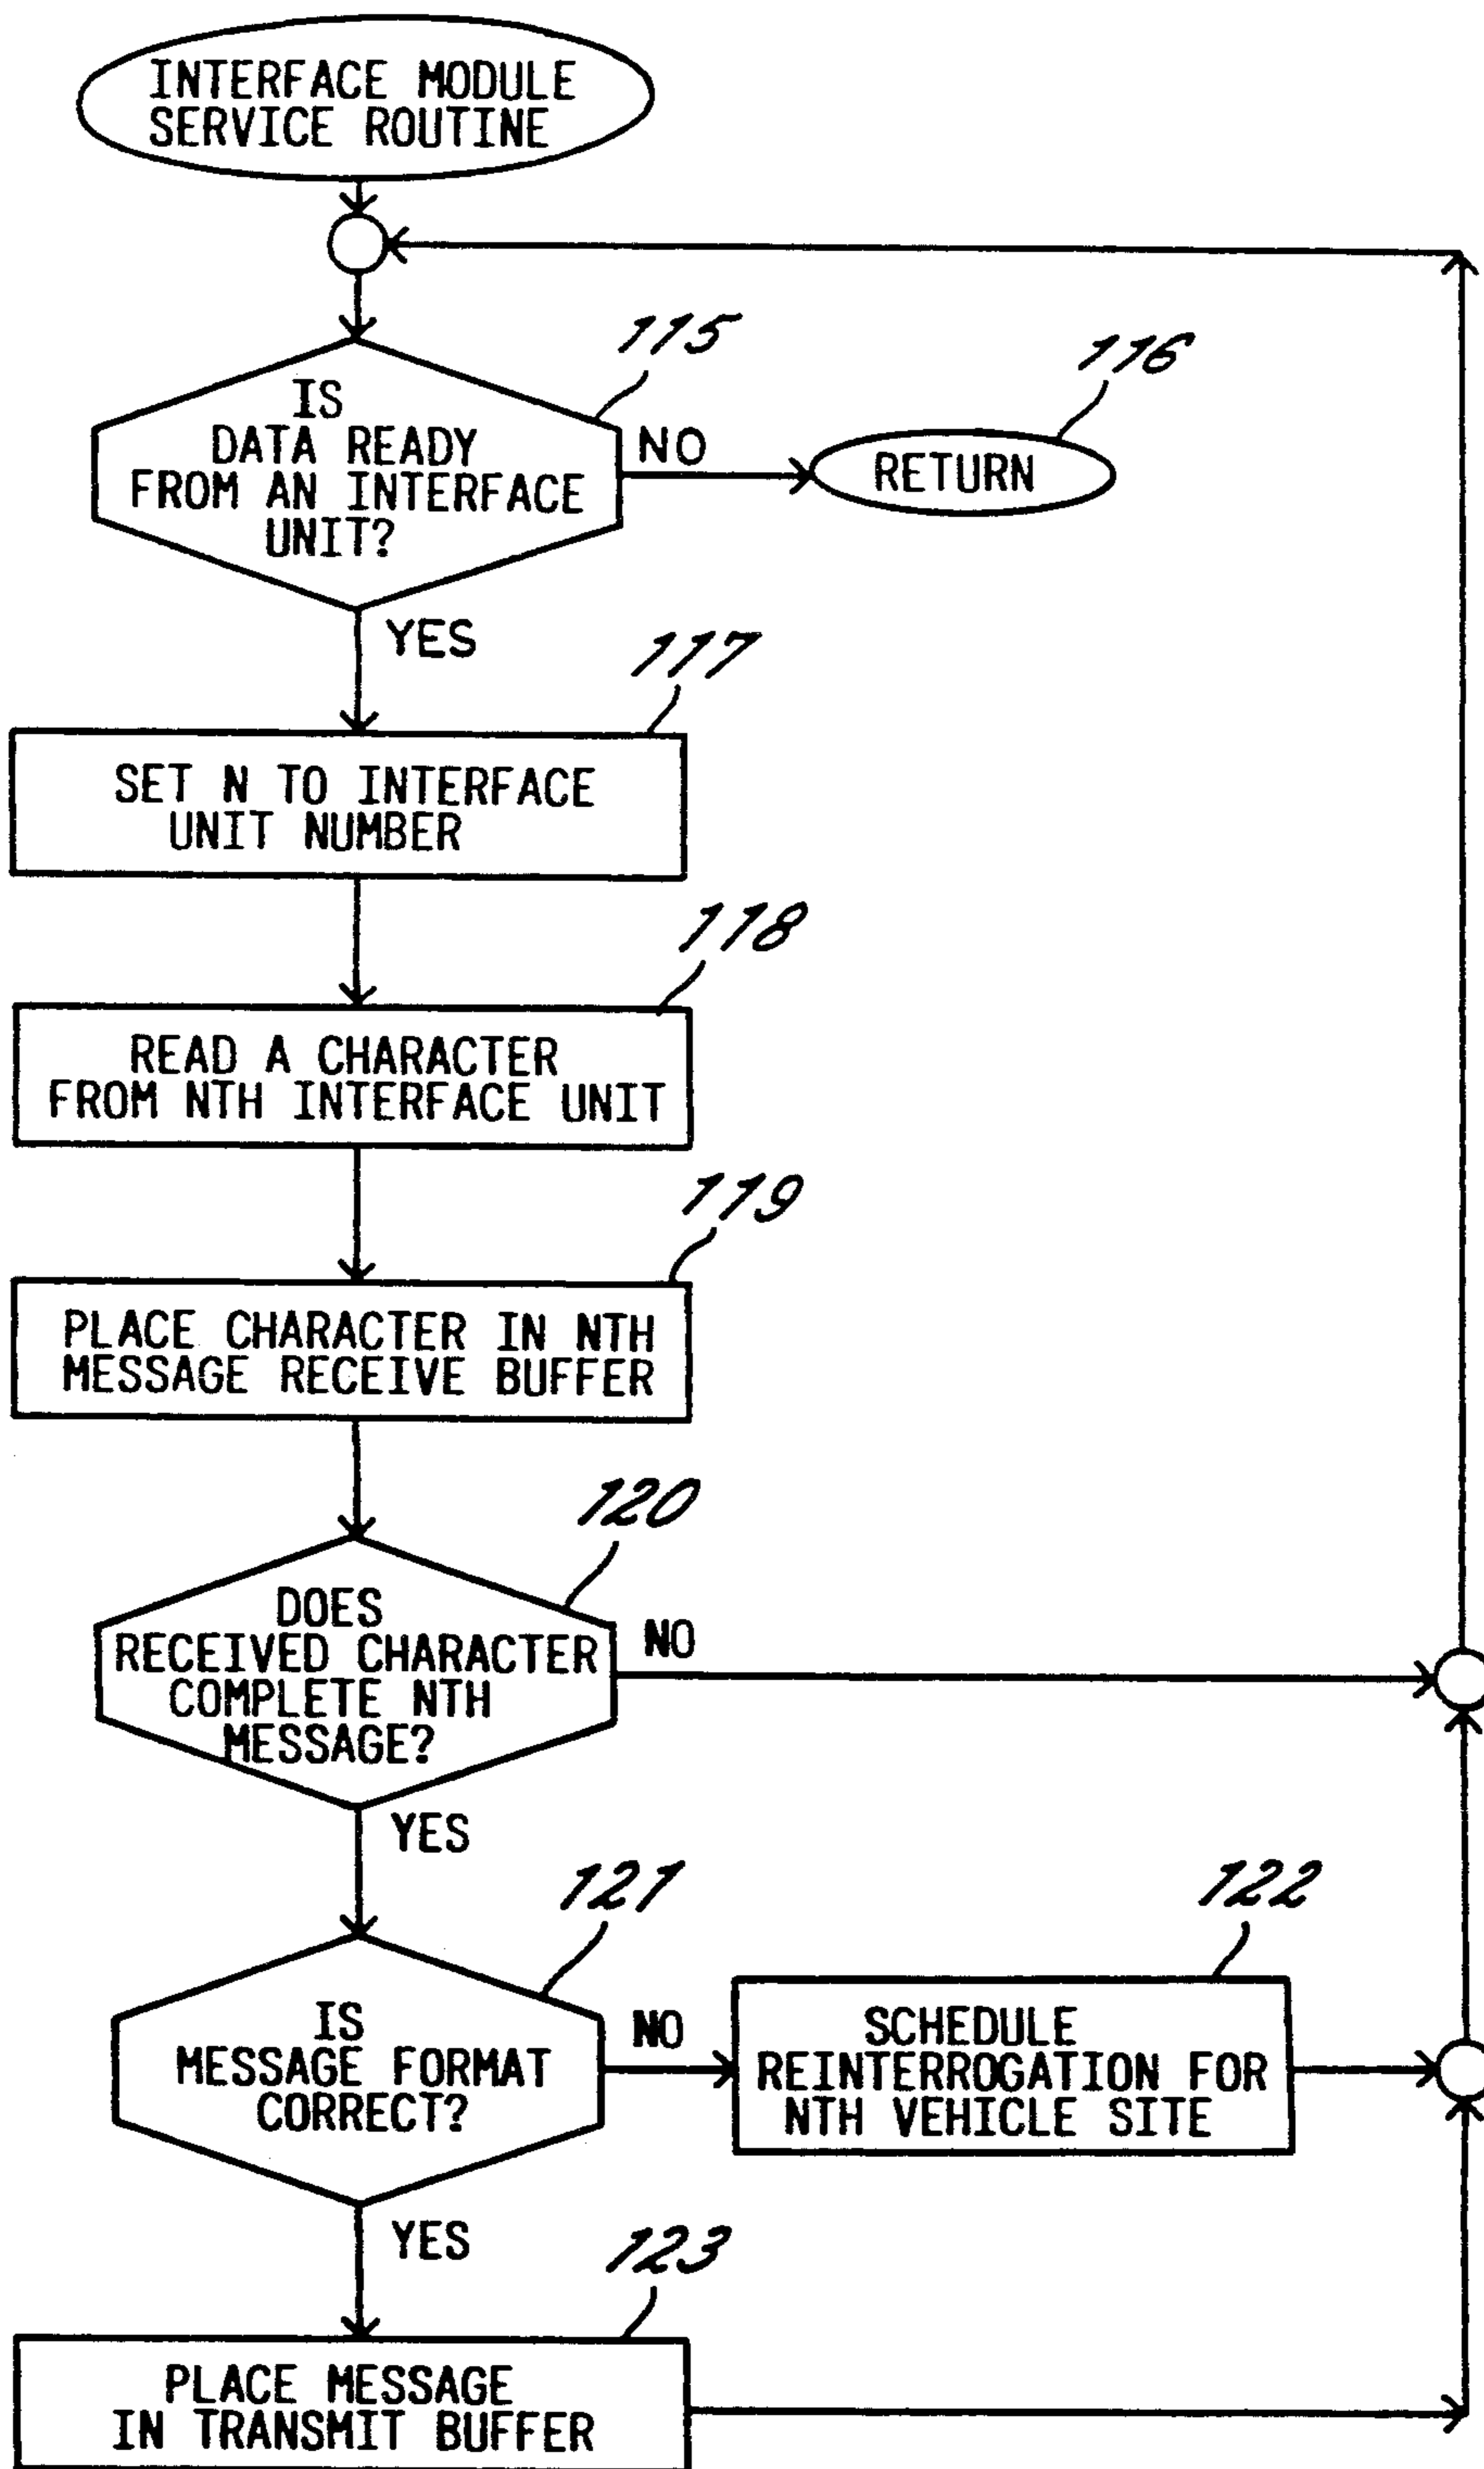 INTERFACE MODULE
SERVICE ROUTINE
115
116
IS
DATA READY
FROM AN INTERFACE
UNIT?
NO
RETURN
YES
117
SET N TO INTERFACE
UNIT NUMBER
118
READ A CHARACTER
FROM NTH INTERFACE UNIT
119
PLACE CHARACTER IN NTH
MESSAGE RECEIVE BUFFER
120
DOES
RECEIVED CHARACTER
COMPLETE NTH
MESSAGE?
NO
YES
121
122
IS
MESSAGE FORMAT
CORRECT?
NO
SCHEDULE
REINTERROGATION FOR
NTH VEHICLE SITE
YES
123
PLACE MESSAGE
IN TRANSMIT BUFFER